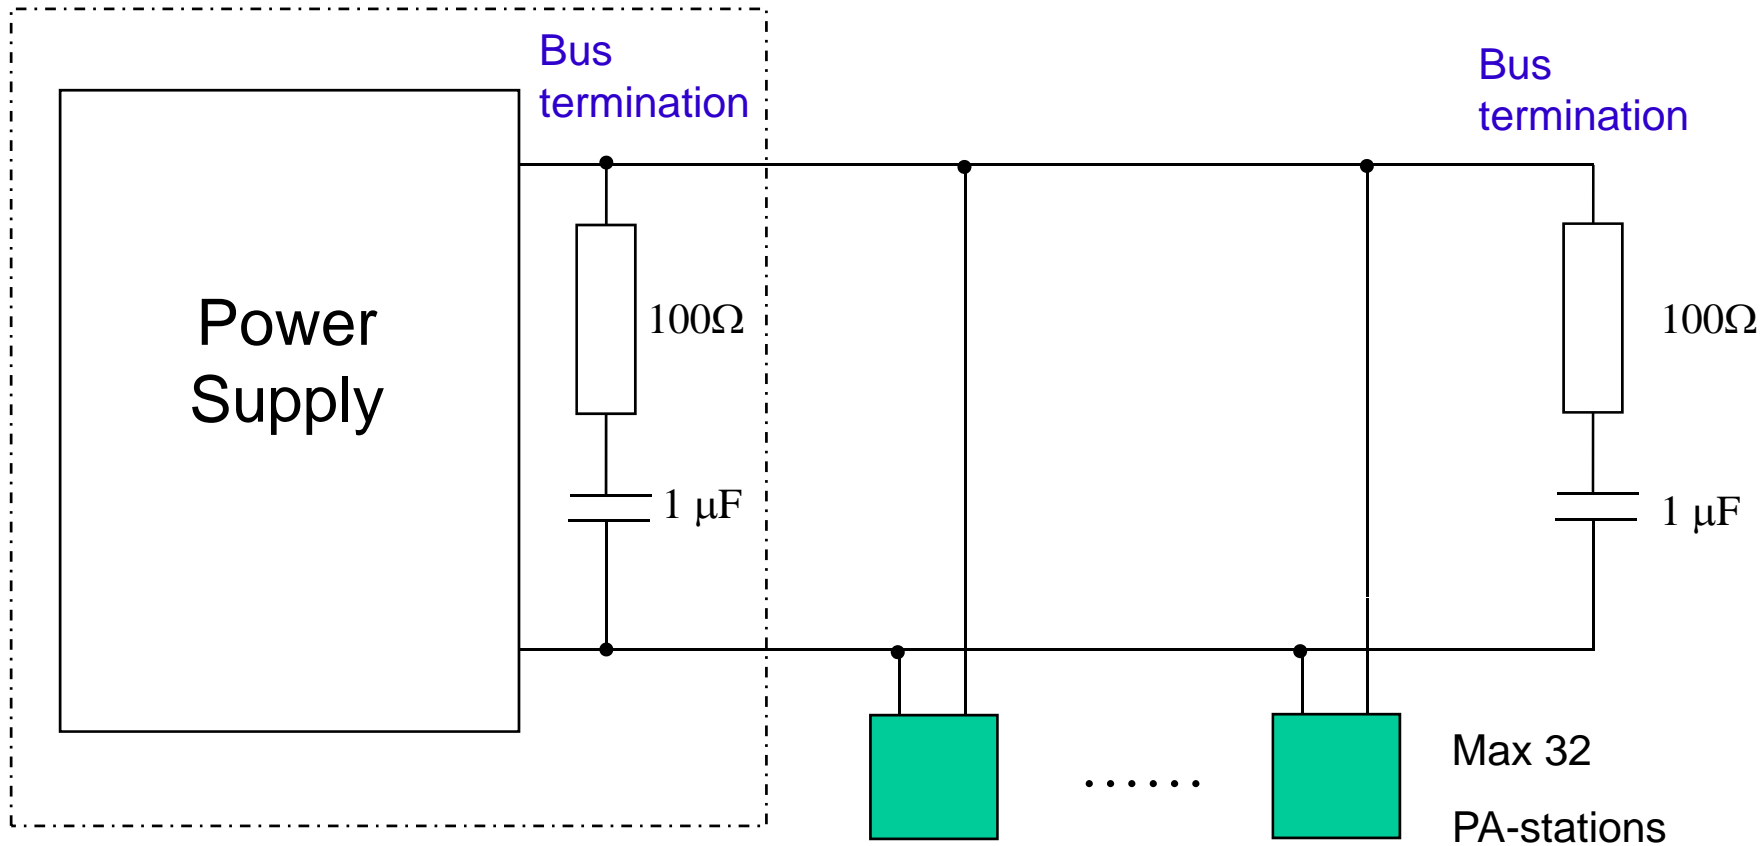 Bus
termination
Bus
termination
Power
Supply
100Ω
100Ω
1 μF
1 μF
Max 32
PA-stations